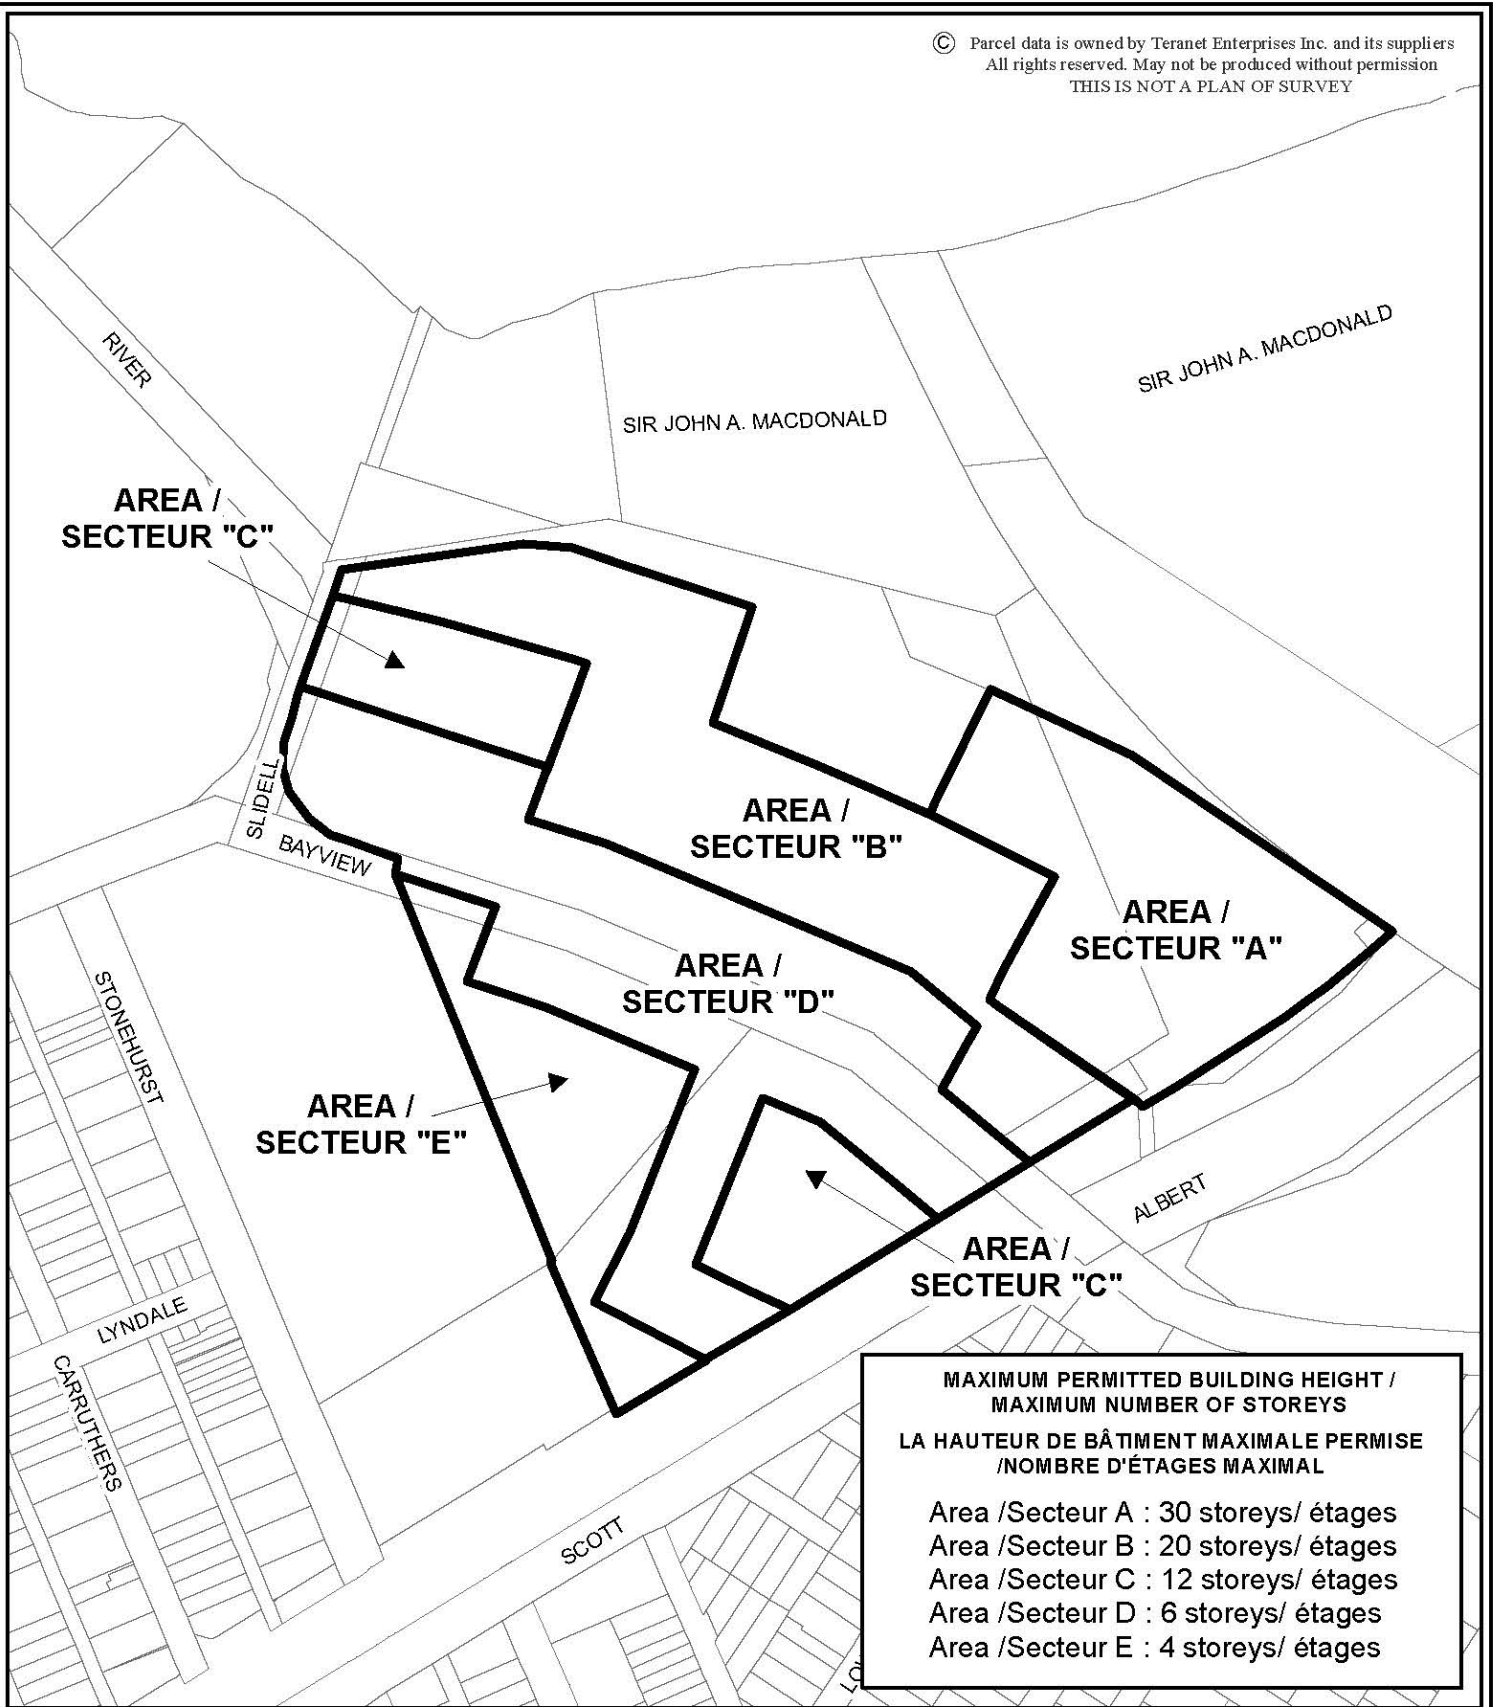 © Parcel data is owned by Teranet Enterprises Inc. and its suppliers
All rights reserved. May not be produced without permission
THIS IS NOT A PLAN OF SURVEY
RIVER
SIR JOHN A. MACDONALD
SIR JOHN A. MACDONALD
AREA /
SECTEUR "C"
SLIDELL
BAYVIEW
AREA /
SECTEUR "B"
AREA /
SECTEUR "A"
AREA /
SECTEUR "D"
STONEHURST
AREA /
SECTEUR "E"
ALBERT
AREA /
SECTEUR "C"
LYNDALE
CARRUTHERS
SCOTT
MAXIMUM PERMITTED BUILDING HEIGHT /
MAXIMUM NUMBER OF STOREYS
LA HAUTEUR DE BÂTIMENT MAXIMALE PERMISE
/NOMBRE D'ÉTAGES MAXIMAL
Area /Secteur A : 30 storeys/ étages
Area /Secteur B : 20 storeys/ étages
Area /Secteur C : 12 storeys/ étages
Area /Secteur D : 6 storeys/ étages
Area /Secteur E : 4 storeys/ étages